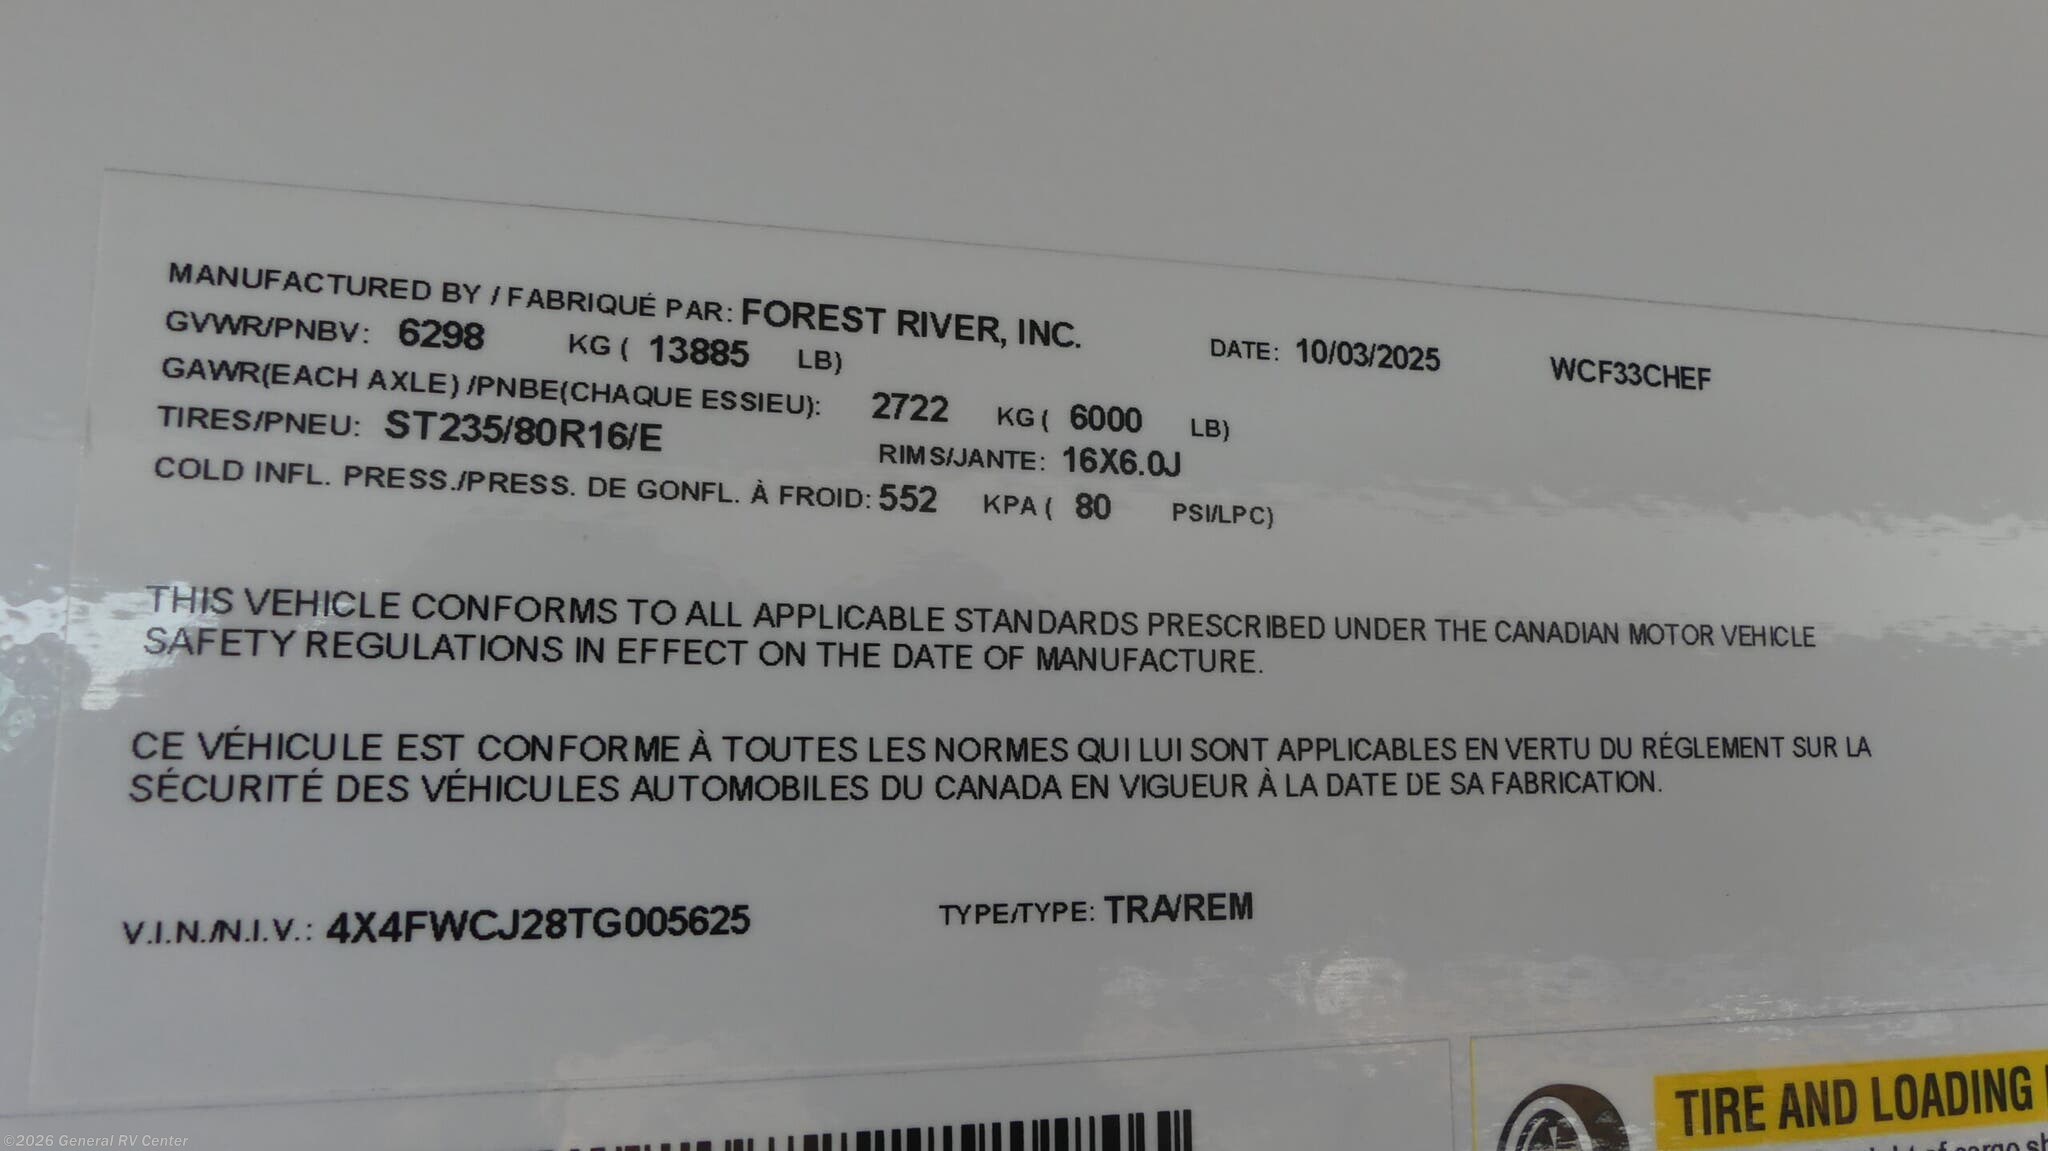 MANUFACTURED BY / FABRIQUÉ PAR: FOREST RIVER, INC. DATE: 10/03/2025 WCF33CHEF
GVWR/PNBV: 6298 KG ( 13885 LB)
GAWR(EACH AXLE) /PNBE(CHAQUE ESSIEU): 2722 KG ( 6000 LB)
TIRES/PNEU: ST235/80R16/E RIMS/JANTE: 16X6.0J
COLD INFL. PRESS./PRESS. DE GONFL. À FROID: 552 KPA ( 80 PSI/LPC)
THIS VEHICLE CONFORMS TO ALL APPLICABLE STANDARDS PRESCRIBED UNDER THE CANADIAN MOTOR VEHICLE
SAFETY REGULATIONS IN EFFECT ON THE DATE OF MANUFACTURE.
CE VÉHICULE EST CONFORME À TOUTES LES NORMES QUI LUI SONT APPLICABLES EN VERTU DU RÉGLEMENT SUR LA
SÉCURITÉ DES VÉHICULES AUTOMOBILES DU CANADA EN VIGUEUR À LA DATE DE SA FABRICATION.
V.I.N./N.I.V.: 4X4FWCJ28TG005625 TYPE/TYPE: TRA/REM
TIRE AND LOADING
of cargo
©2026 General RV Center